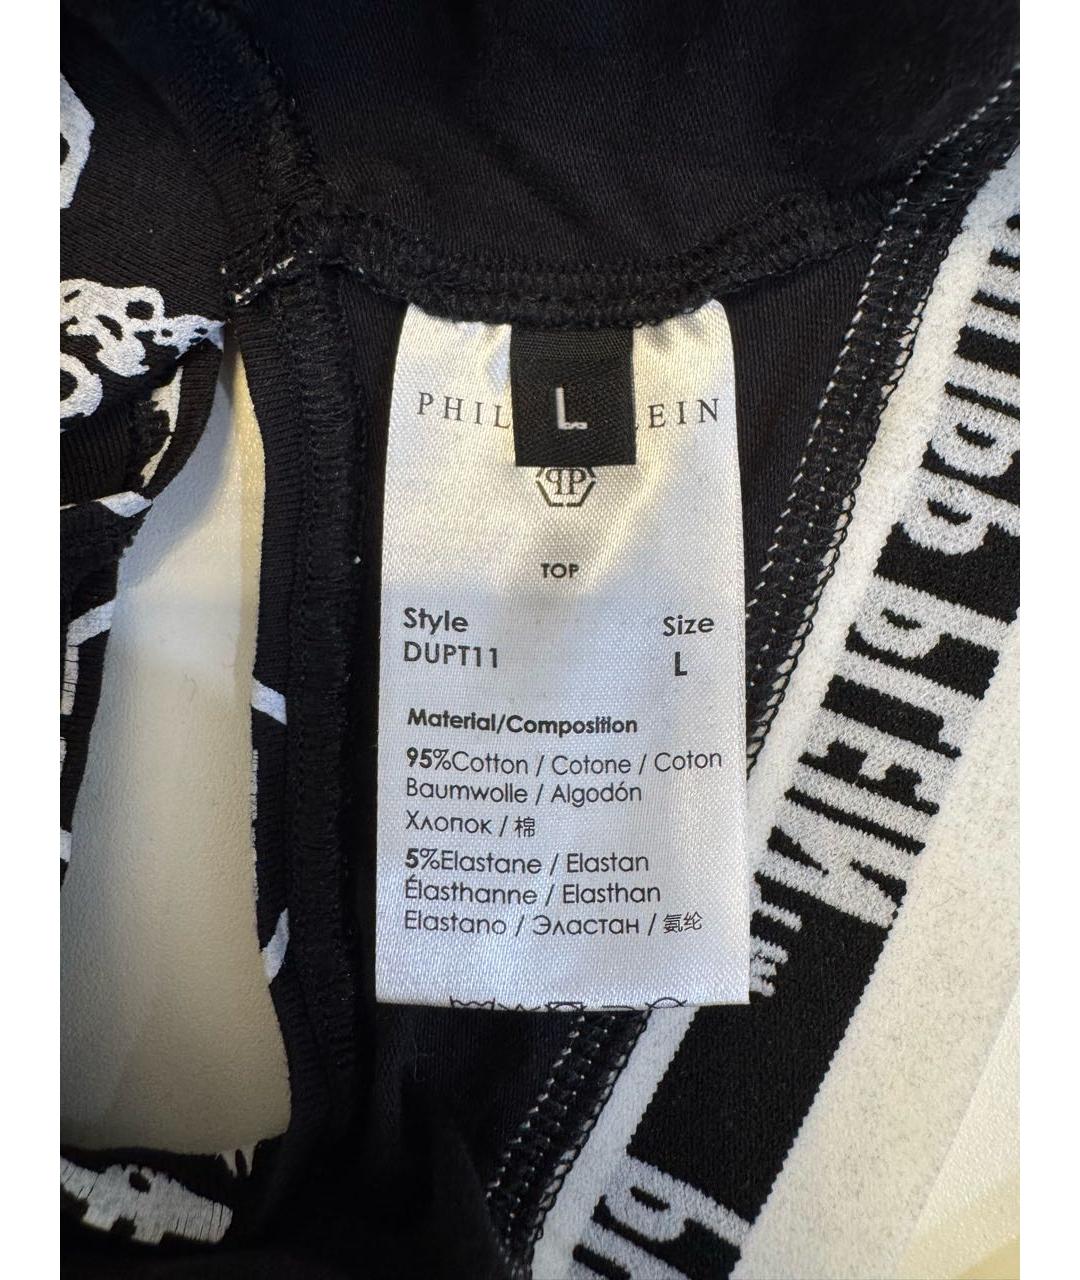 PHIL
L
EIN
TOP
Style Size
DUPT11 L
Material/Composition
95%Cotton / Cotone / Coton
Baumwolle / Algodón
Хлопок / 棉
5%Elastane / Elastan
Élasthanne / Elasthan
Elastano / Эластан / 氨纶